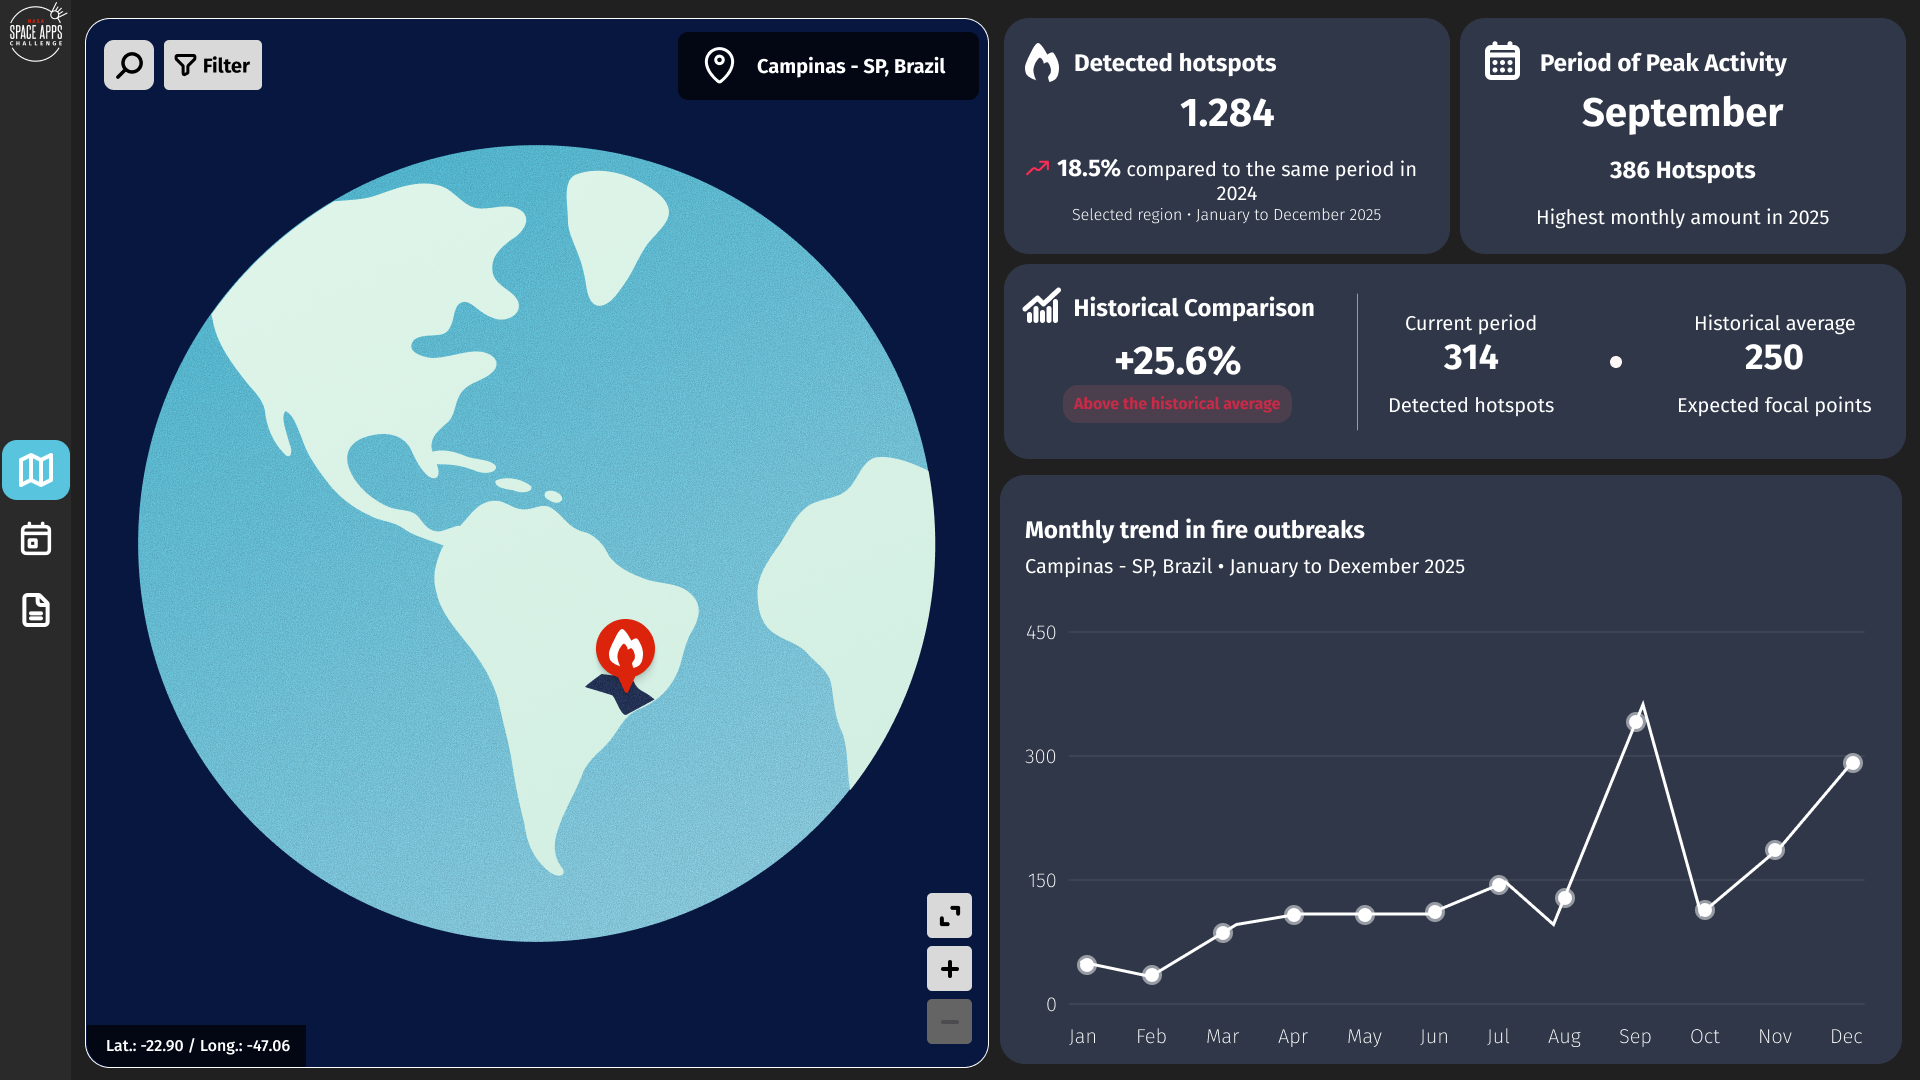 NASA
SPACE APPS
CHALLENGE
Filter
Campinas - SP, Brazil
Lat.: -22.90 / Long.: -47.06
Detected hotspots
1.284
18.5% compared to the same period in
2024
Selected region • January to December 2025
Period of Peak Activity
September
386 Hotspots
Highest monthly amount in 2025
Historical Comparison
+25.6%
Above the historical average
Current period
314
Detected hotspots
Historical average
250
Expected focal points
Monthly trend in fire outbreaks
Campinas - SP, Brazil • January to Dexember 2025
450
300
150
0
Jan Feb Mar Apr May Jun Jul Aug Sep Oct Nov Dec